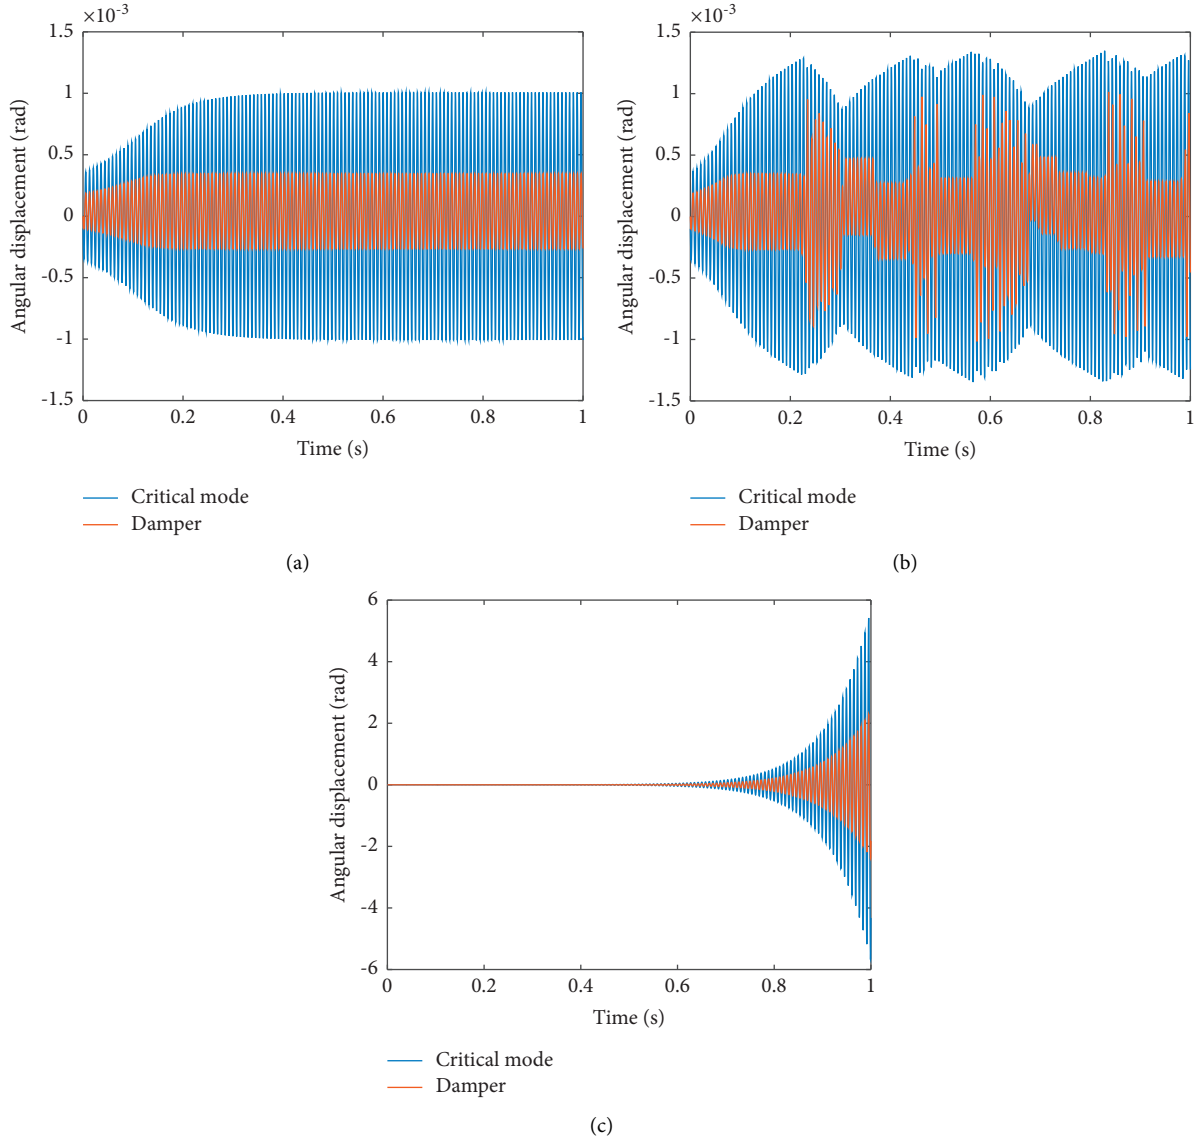 ×10-3
1.5
1
0.5
0
-0.5
-1
-1.5
Angular displacement (rad)
0 0.2 0.4 0.6 0.8 1
Time (s)
Critical mode
Damper
(a)
×10-3
1.5
1
0.5
0
-0.5
-1
-1.5
Angular displacement (rad)
0 0.2 0.4 0.6 0.8 1
Time (s)
Critical mode
Damper
(b)
6
4
2
0
-2
-4
-6
Angular displacement (rad)
0 0.2 0.4 0.6 0.8 1
Time (s)
Critical mode
Damper
(c)